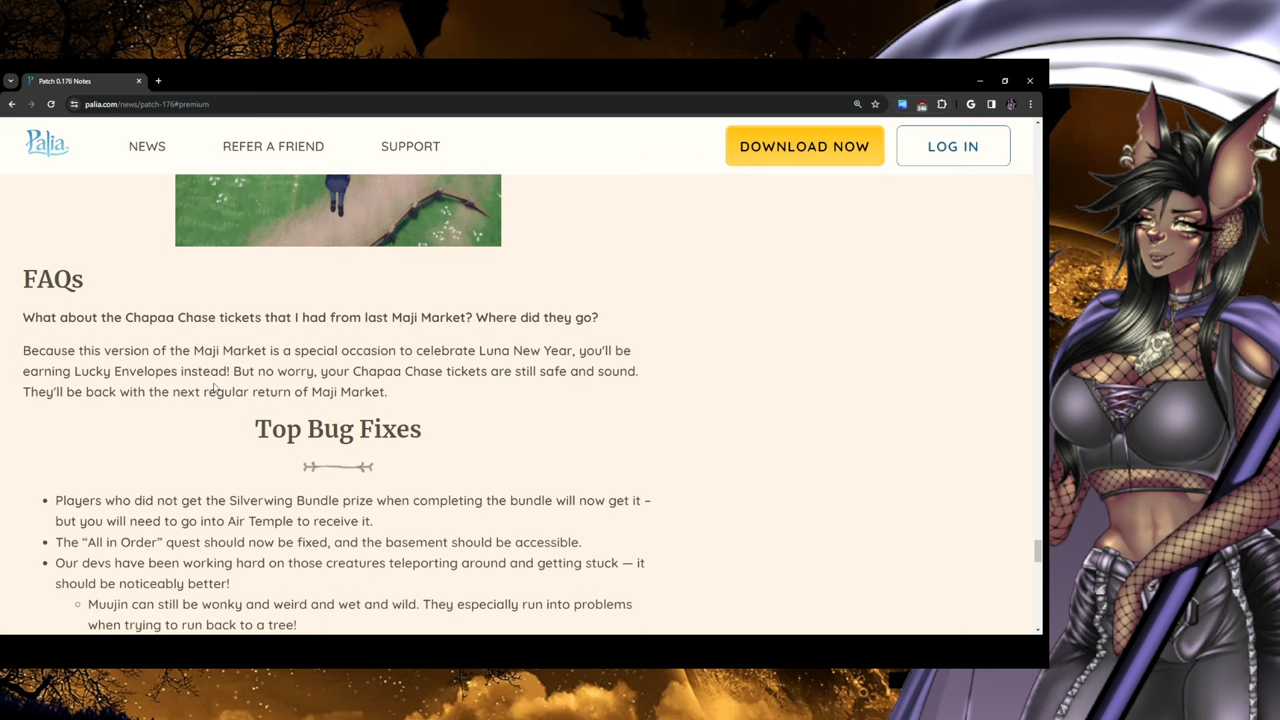 Patch 0.176 Notes
palia.com/news/patch-176#premium
Palia
NEWS
REFER A FRIEND
SUPPORT
DOWNLOAD NOW
LOG IN
FAQs
What about the Chapaa Chase tickets that I had from last Maji Market? Where did they go?
Because this version of the Maji Market is a special occasion to celebrate Luna New Year, you'll be
earning Lucky Envelopes instead! But no worry, your Chapaa Chase tickets are still safe and sound.
They'll be back with the next regular return of Maji Market.
Top Bug Fixes
• Players who did not get the Silverwing Bundle prize when completing the bundle will now get it –
but you will need to go into Air Temple to receive it.
• The “All in Order” quest should now be fixed, and the basement should be accessible.
• Our devs have been working hard on those creatures teleporting around and getting stuck — it
should be noticeably better!
○ Muujin can still be wonky and weird and wet and wild. They especially run into problems
when trying to run back to a tree!